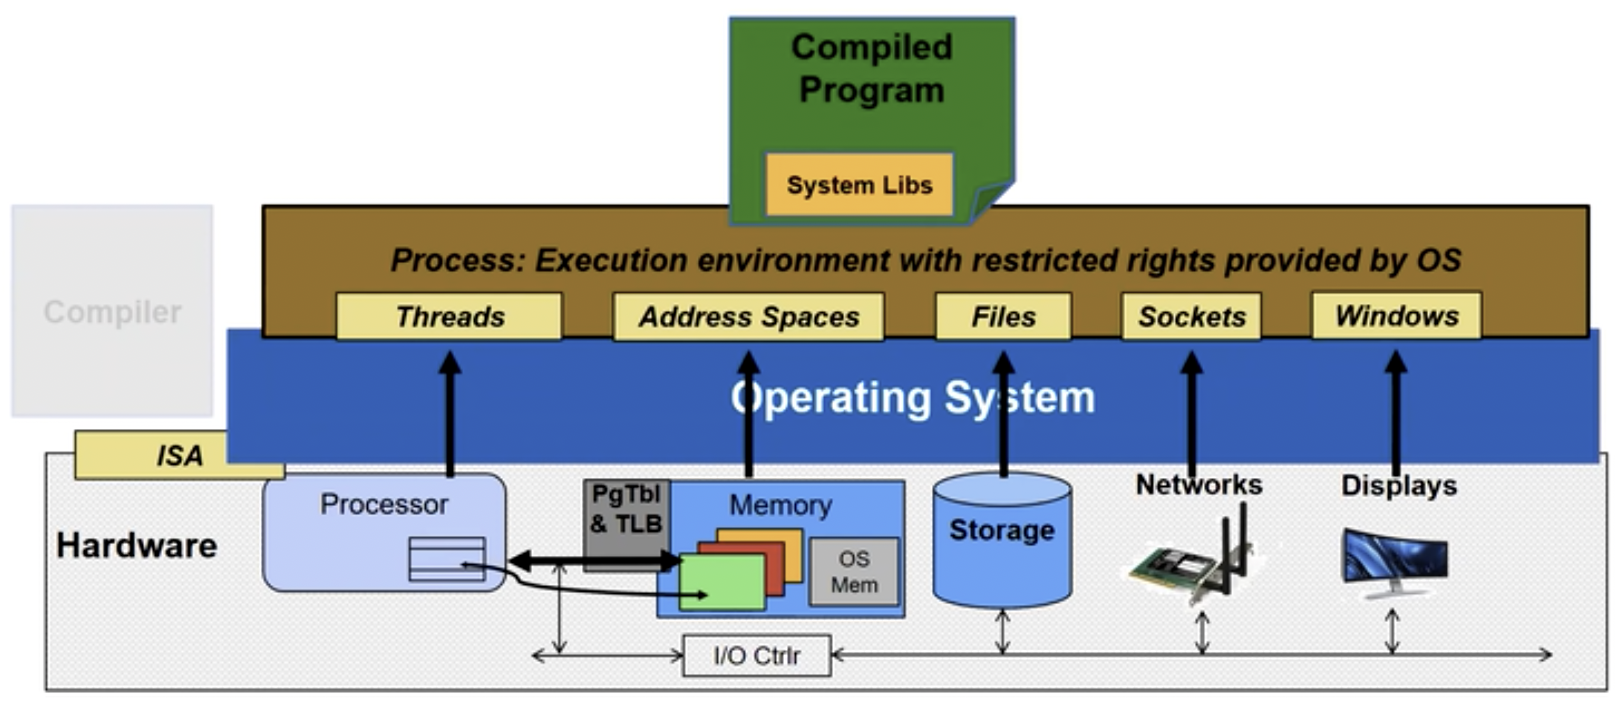 Compiled
Program
System Libs
Compiler
Process: Execution environment with restricted rights provided by OS
Threads
Address Spaces
Files
Sockets
Windows
Operating System
ISA
Hardware
Processor
PgTbl
& TLB
Memory
OS
Mem
Storage
Networks
Displays
I/O Ctrlr